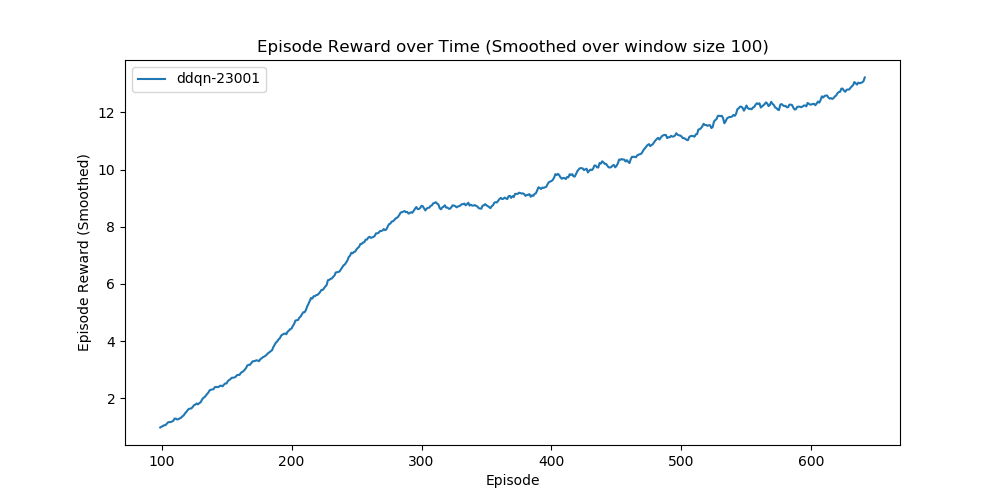 Episode Reward over Time (Smoothed over window size 100)
ddqn-23001
12
10
8
6
4
2
Episode Reward (Smoothed)
100 200 300 400 500 600
Episode